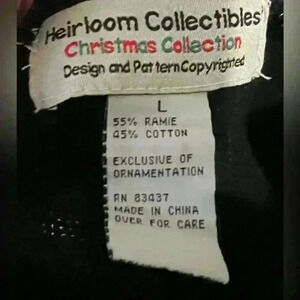 Heirloom Collectibles'
Christmas Collection
Design and Pattern Copyrighted
L
55% RAMIE
45% COTTON
EXCLUSIVE OF
ORNAMENTATION
RN 83437
MADE IN CHINA
OVER FOR CARE